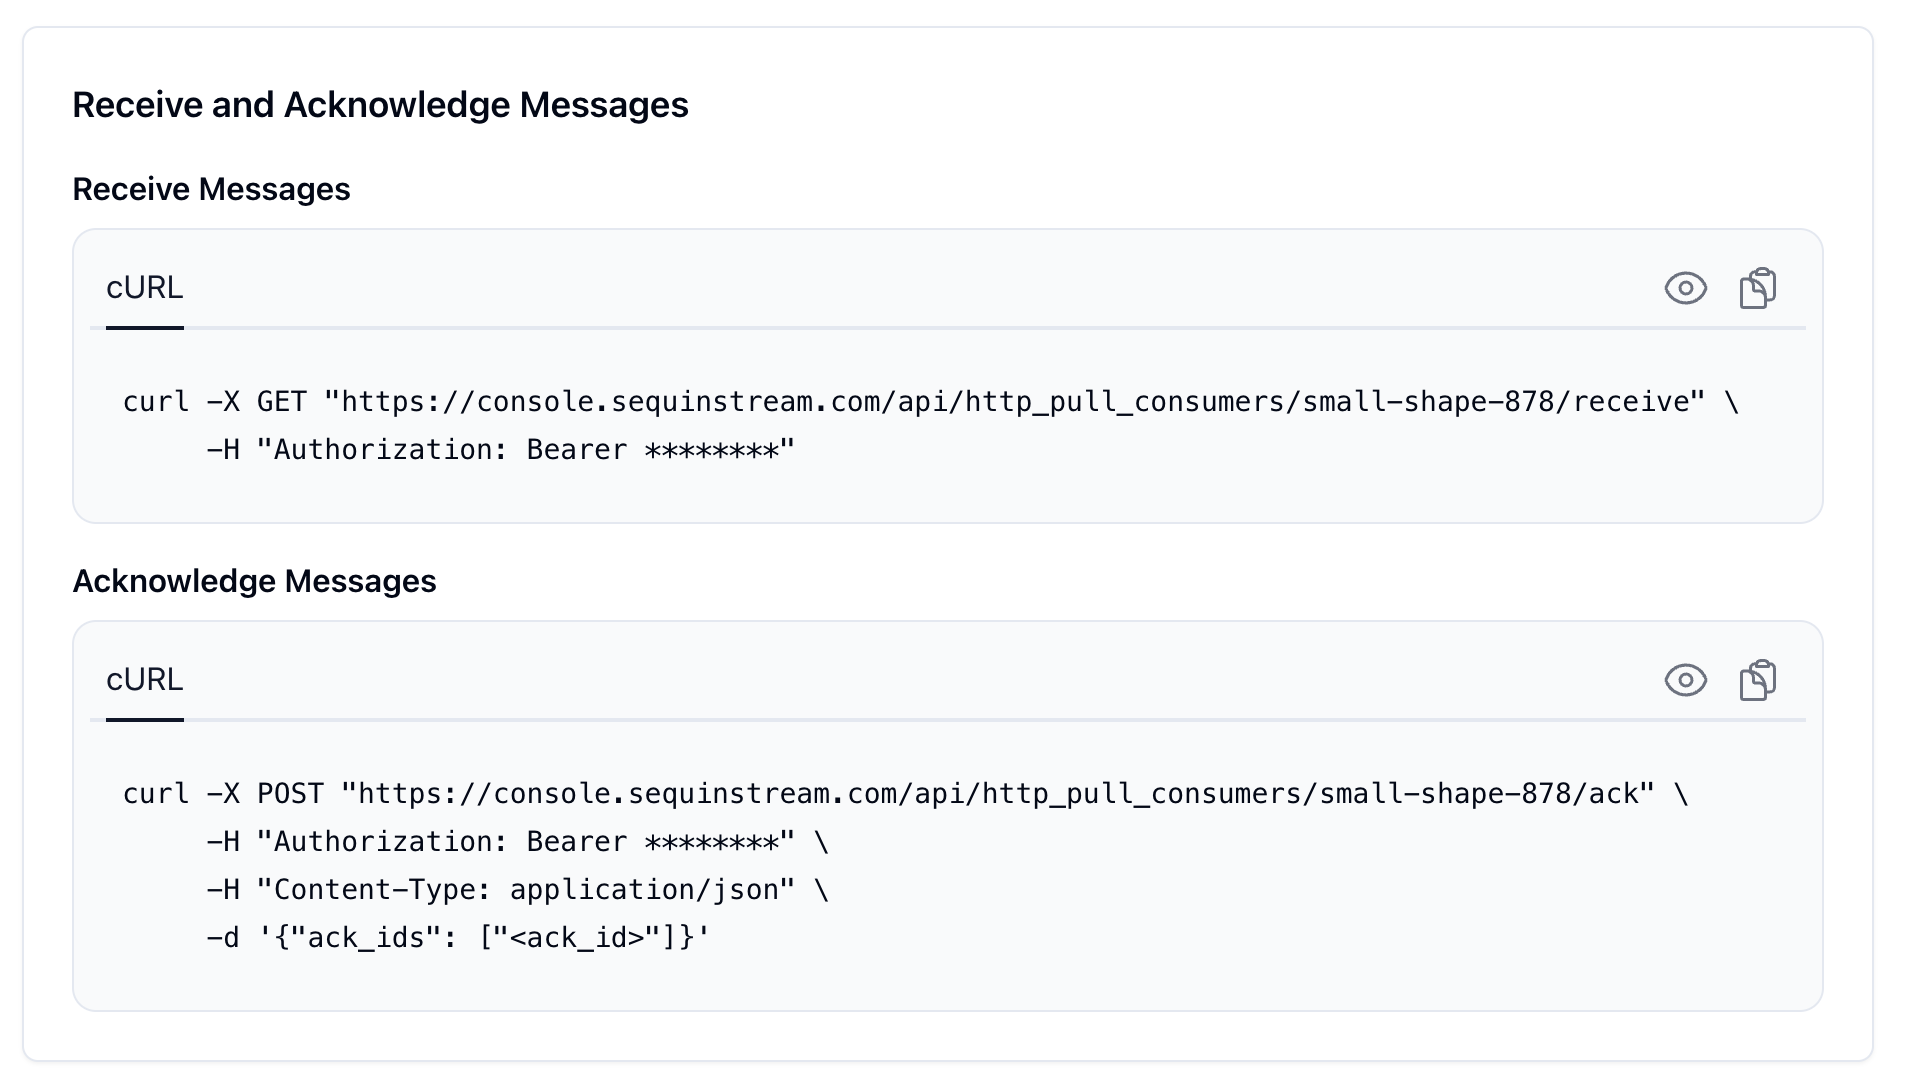 Receive and Acknowledge Messages
Receive Messages
cURL
curl -X GET "https://console.sequinstream.com/api/http_pull_consumers/small-shape-878/receive" \
     -H "Authorization: Bearer ********"
Acknowledge Messages
cURL
curl -X POST "https://console.sequinstream.com/api/http_pull_consumers/small-shape-878/ack" \
     -H "Authorization: Bearer ********" \
     -H "Content-Type: application/json" \
     -d '{"ack_ids": ["<ack_id>"]}'